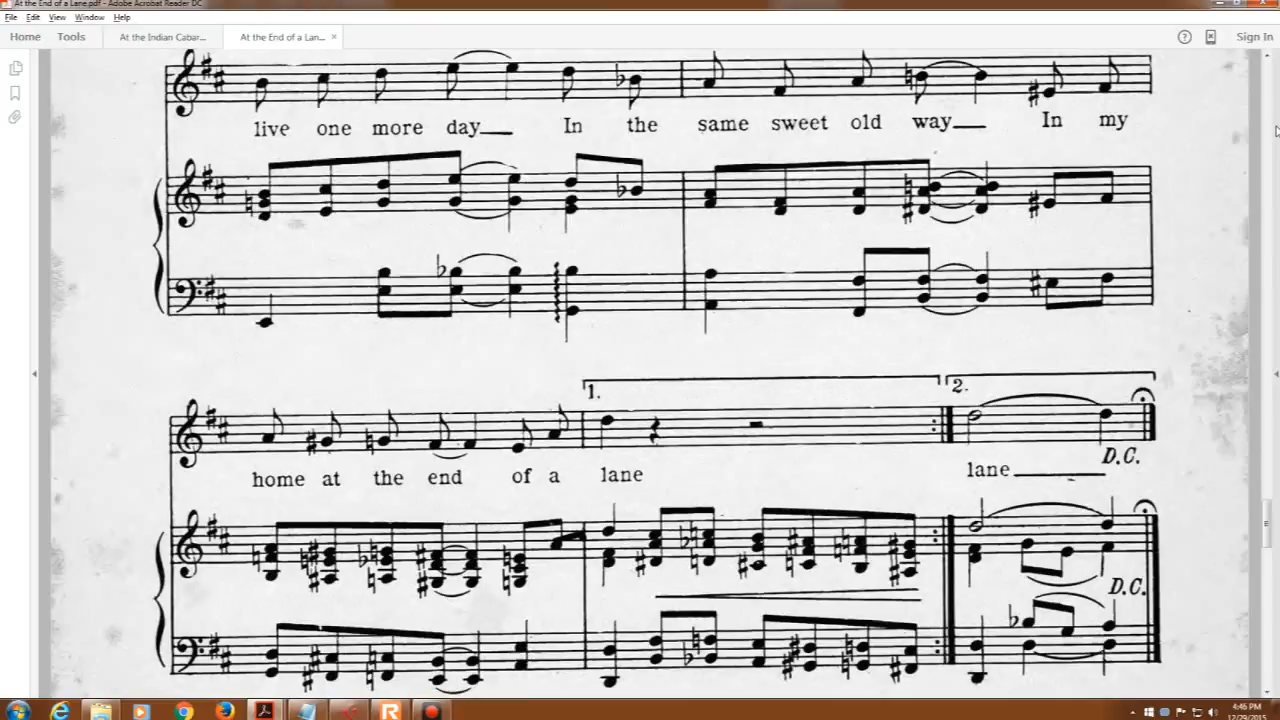 At the End of a Lane.pdf - Adobe Acrobat Reader DC
File Edit View Window Help
Home Tools At the Indian Cabar... At the End of a Lan... × Sign In
live one more day In the same sweet old way In my
1. 2.
home at the end of a lane lane D.C.
D.C.
4:45 PM
12/29/2015